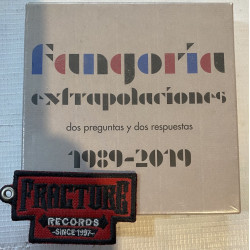 fangoria
extrapolaciones
dos preguntas y dos respuestas
1989-2019
FRACTURE
RECORDS
-SINCE 1997-